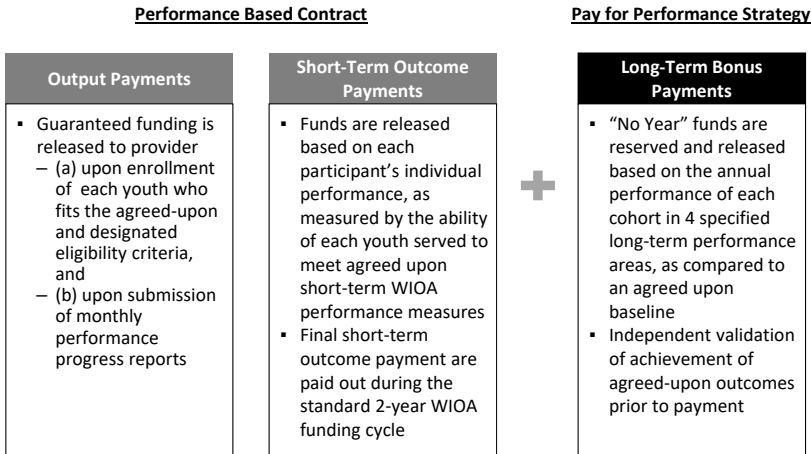 Performance Based Contract
Pay for Performance Strategy
Output Payments
▪ Guaranteed funding is
released to provider
– (a) upon enrollment
of each youth who
fits the agreed-upon
and designated
eligibility criteria,
and
– (b) upon submission
of monthly
performance
progress reports
Short-Term Outcome
Payments
▪ Funds are released
based on each
participant’s individual
performance, as
measured by the ability
of each youth served to
meet agreed upon
short-term WIOA
performance measures
▪ Final short-term
outcome payment are
paid out during the
standard 2-year WIOA
funding cycle
Long-Term Bonus
Payments
▪ “No Year” funds are
reserved and released
based on the annual
performance of each
cohort in 4 specified
long-term performance
areas, as compared to
an agreed upon
baseline
▪ Independent validation
of achievement of
agreed-upon outcomes
prior to payment